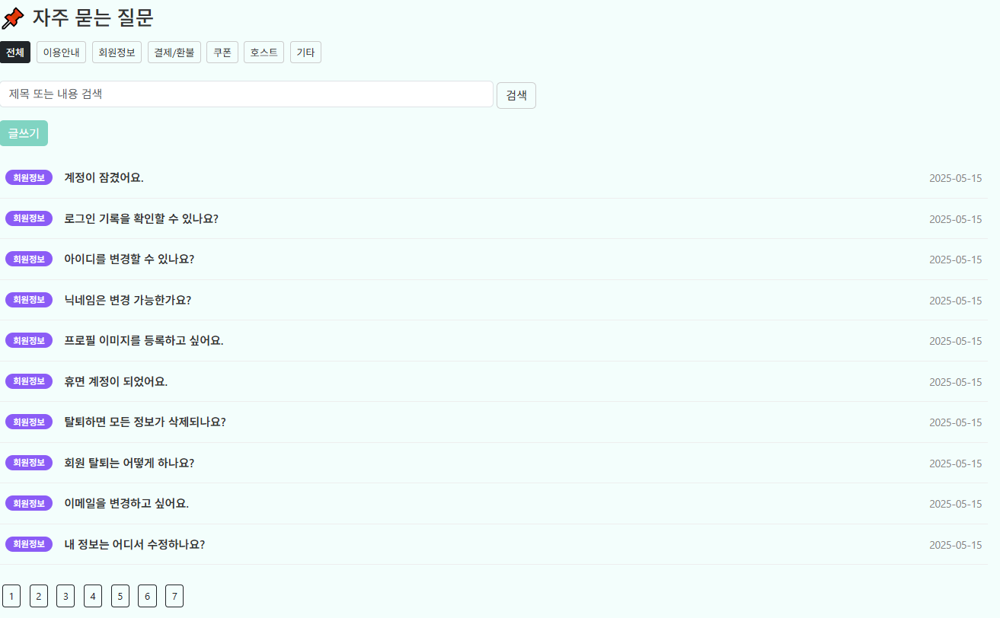 자주 묻는 질문
전체 이용안내 회원정보 결제/환불 쿠폰 호스트 기타
제목 또는 내용 검색 검색
글쓰기
회원정보 계정이 잠겼어요. 2025-05-15
회원정보 로그인 기록을 확인할 수 있나요? 2025-05-15
회원정보 아이디를 변경할 수 있나요? 2025-05-15
회원정보 닉네임은 변경 가능한가요? 2025-05-15
회원정보 프로필 이미지를 등록하고 싶어요. 2025-05-15
회원정보 휴면 계정이 되었어요. 2025-05-15
회원정보 탈퇴하면 모든 정보가 삭제되나요? 2025-05-15
회원정보 회원 탈퇴는 어떻게 하나요? 2025-05-15
회원정보 이메일을 변경하고 싶어요. 2025-05-15
회원정보 내 정보는 어디서 수정하나요? 2025-05-15
1 2 3 4 5 6 7